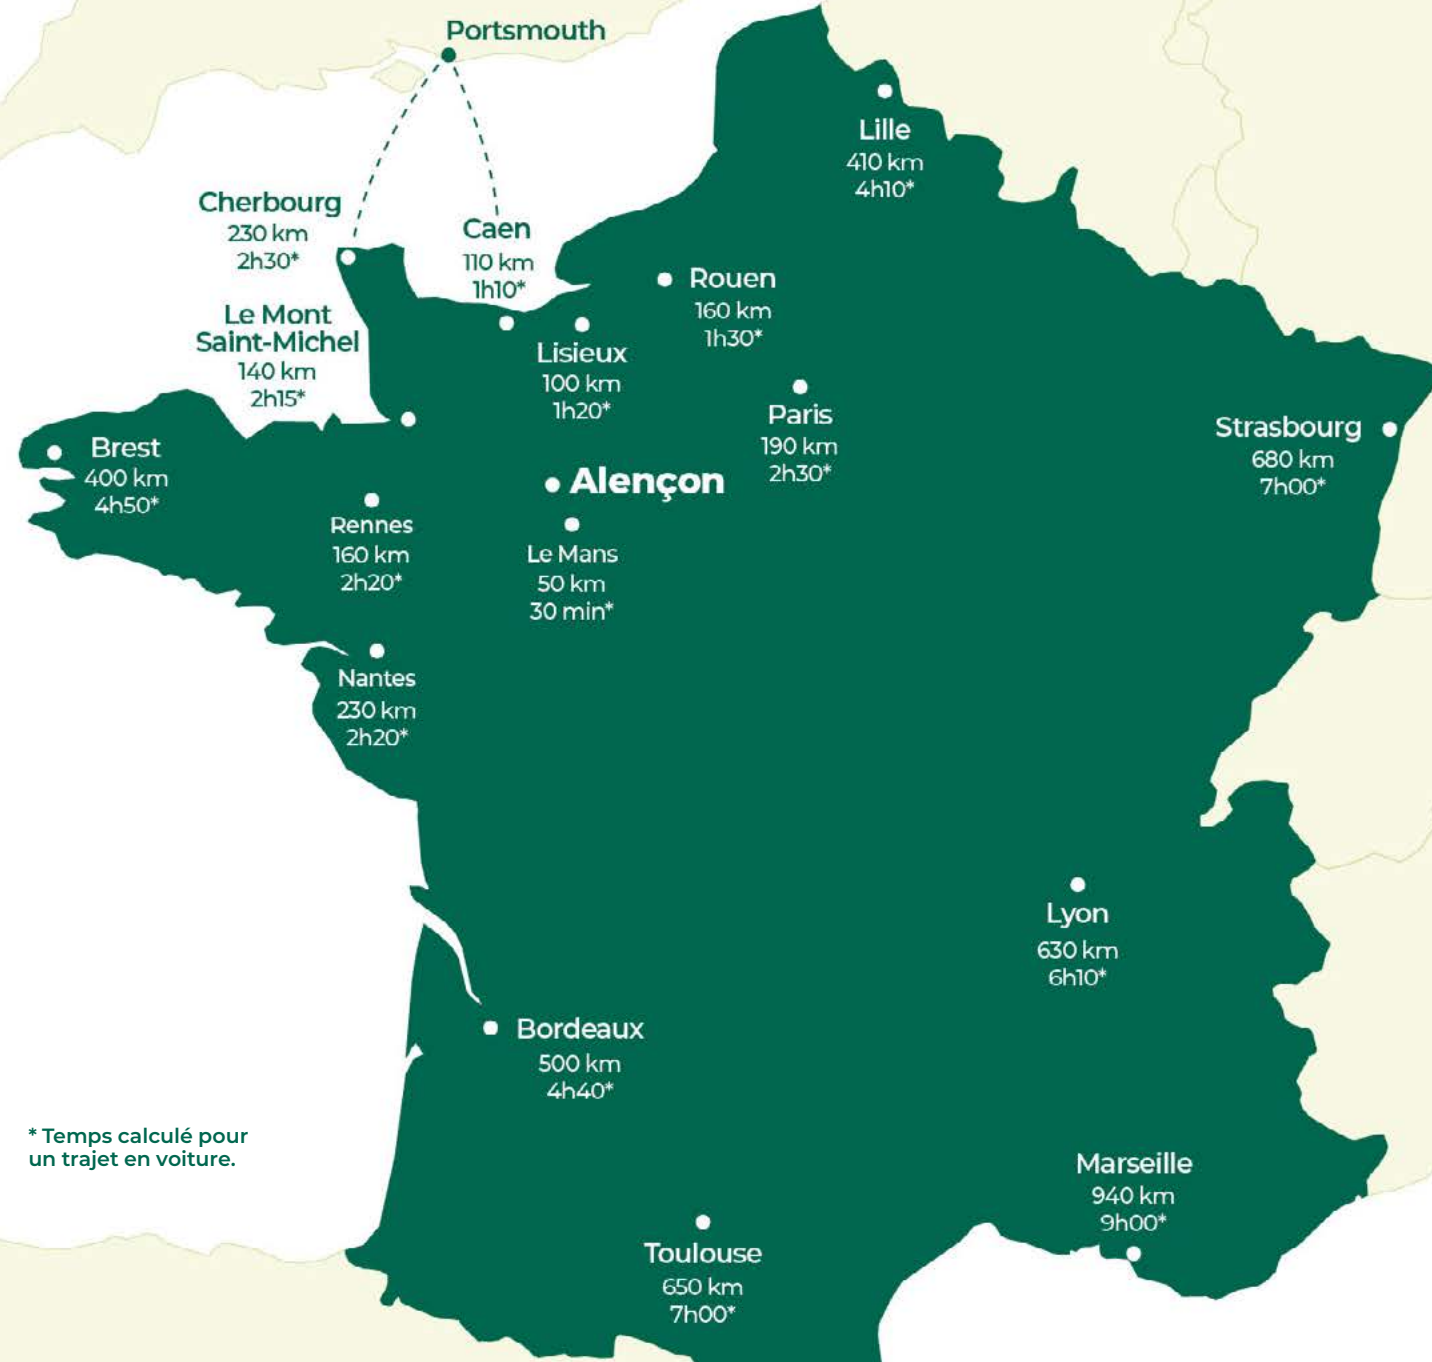 Portsmouth
Lille
410 km
4h10*
Cherbourg
230 km
2h30*
Caen
110 km
1h10*
Rouen
160 km
1h30*
Le Mont
Saint-Michel
140 km
2h15*
Lisieux
100 km
1h20*
Paris
190 km
2h30*
Strasbourg
680 km
7h00*
Brest
400 km
4h50*
Alençon
Rennes
160 km
2h20*
Le Mans
50 km
30 min*
Nantes
230 km
2h20*
Lyon
630 km
6h10*
Bordeaux
500 km
4h40*
* Temps calculé pour
un trajet en voiture.
Marseille
940 km
9h00*
Toulouse
650 km
7h00*